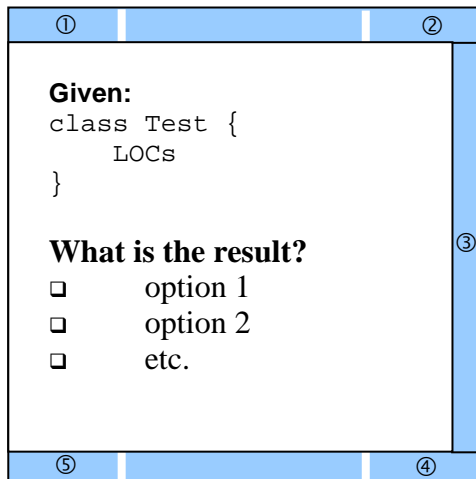 ① ②
Given:
class Test {
    LOCs
}
③
What is the result?
❑ option 1
❑ option 2
❑ etc.
⑤ ④